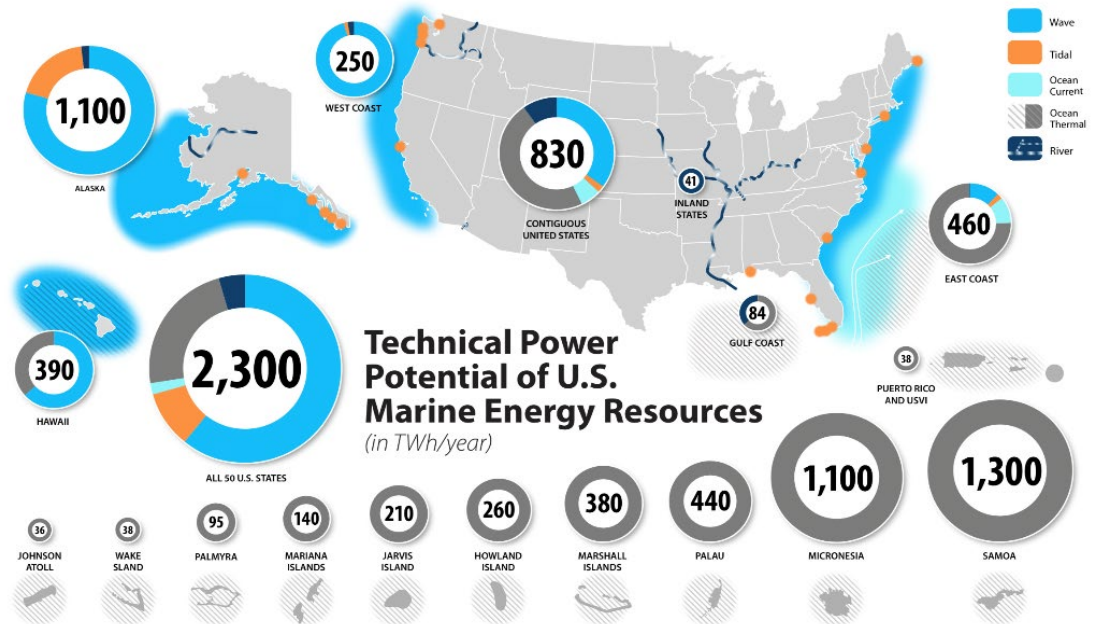 Wave
Tidal
Ocean
Current
Ocean
Thermal
River
1,100
ALASKA
250
WEST COAST
830
CONTIGUOUS
UNITED STATES
41
INLAND
STATES
460
EAST COAST
84
GULF COAST
390
HAWAII
2,300
ALL 50 U.S. STATES
Technical Power
Potential of U.S.
Marine Energy Resources
(in TWh/year)
38
PUERTO RICO
AND USVI
36
JOHNSON
ATOLL
38
WAKE
SLAND
95
PALMYRA
140
MARIANA
ISLANDS
210
JARVIS
ISLAND
260
HOWLAND
ISLAND
380
MARSHALL
ISLANDS
440
PALAU
1,100
MICRONESIA
1,300
SAMOA